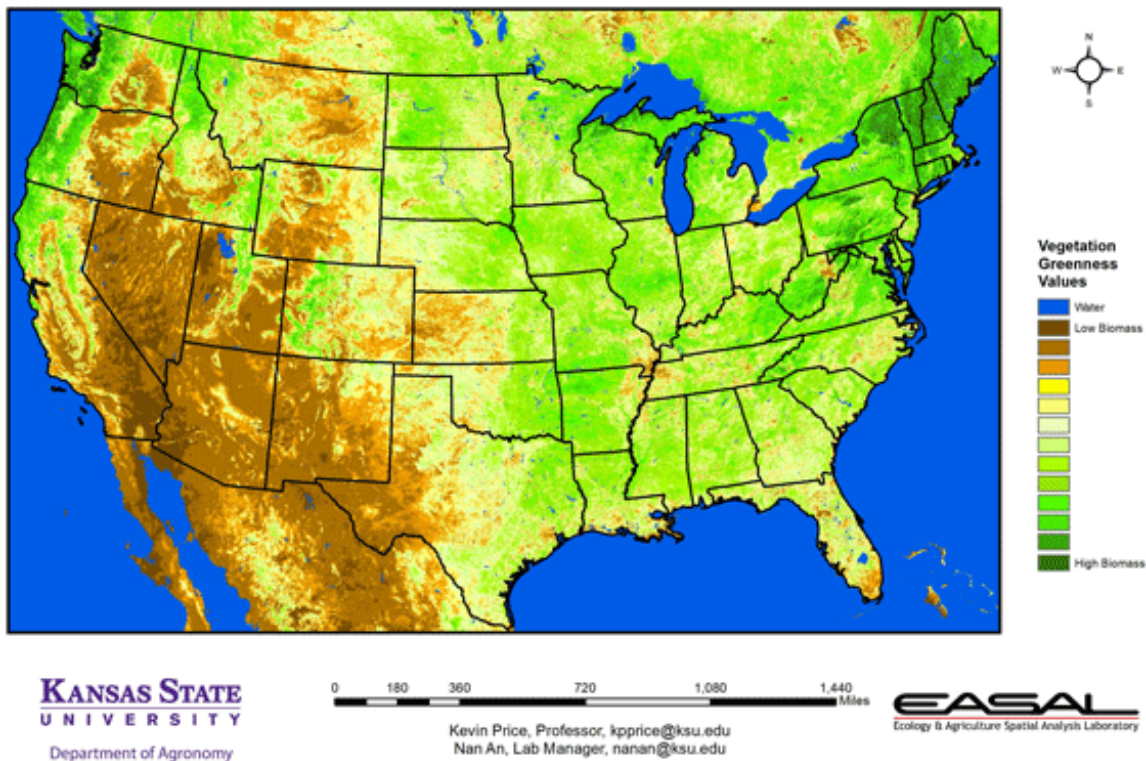 N
W
E
S
Vegetation
Greenness
Values
Water
Low Biomass
High Biomass
KANSAS STATE
UNIVERSITY
Department of Agronomy
0 180 360 720 1,080 1,440
Miles
Kevin Price, Professor, kpprice@ksu.edu
Nan An, Lab Manager, nanan@ksu.edu
EASAL
Ecology & Agriculture Spatial Analysis Laboratory